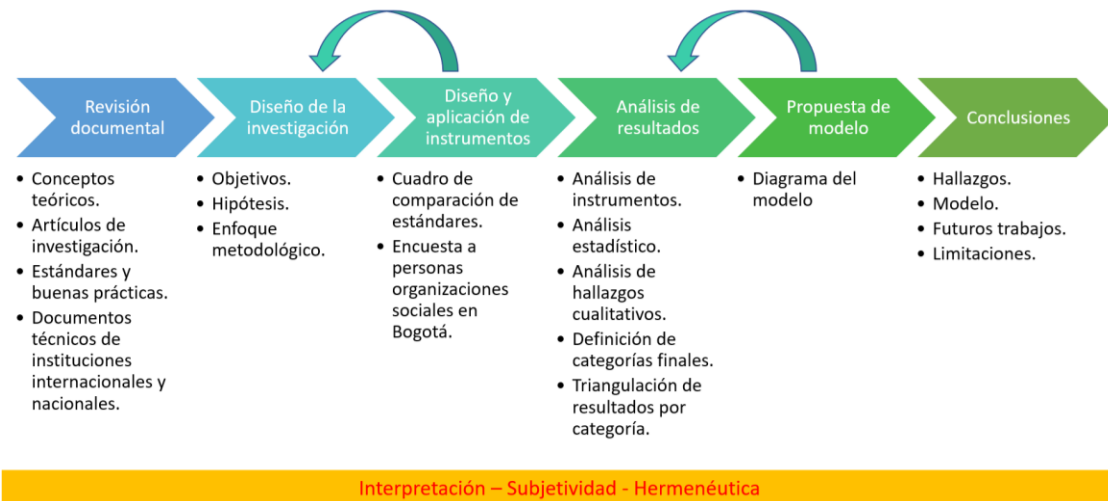 Revisión
documental
Diseño de la
investigación
Diseño y
aplicación de
instrumentos
Análisis de
resultados
Propuesta de
modelo
Conclusiones
• Conceptos
teóricos.
• Artículos de
investigación.
• Estándares y
buenas prácticas.
• Documentos
técnicos de
instituciones
internacionales y
nacionales.
• Objetivos.
• Hipótesis.
• Enfoque
metodológico.
• Cuadro de
comparación de
estándares.
• Encuesta a
personas
organizaciones
sociales en
Bogotá.
• Análisis de
instrumentos.
• Análisis
estadístico.
• Análisis de
hallazgos
cualitativos.
• Definición de
categorías finales.
• Triangulación de
resultados por
categoría.
• Diagrama del
modelo
• Hallazgos.
• Modelo.
• Futuros trabajos.
• Limitaciones.
Interpretación – Subjetividad - Hermenéutica